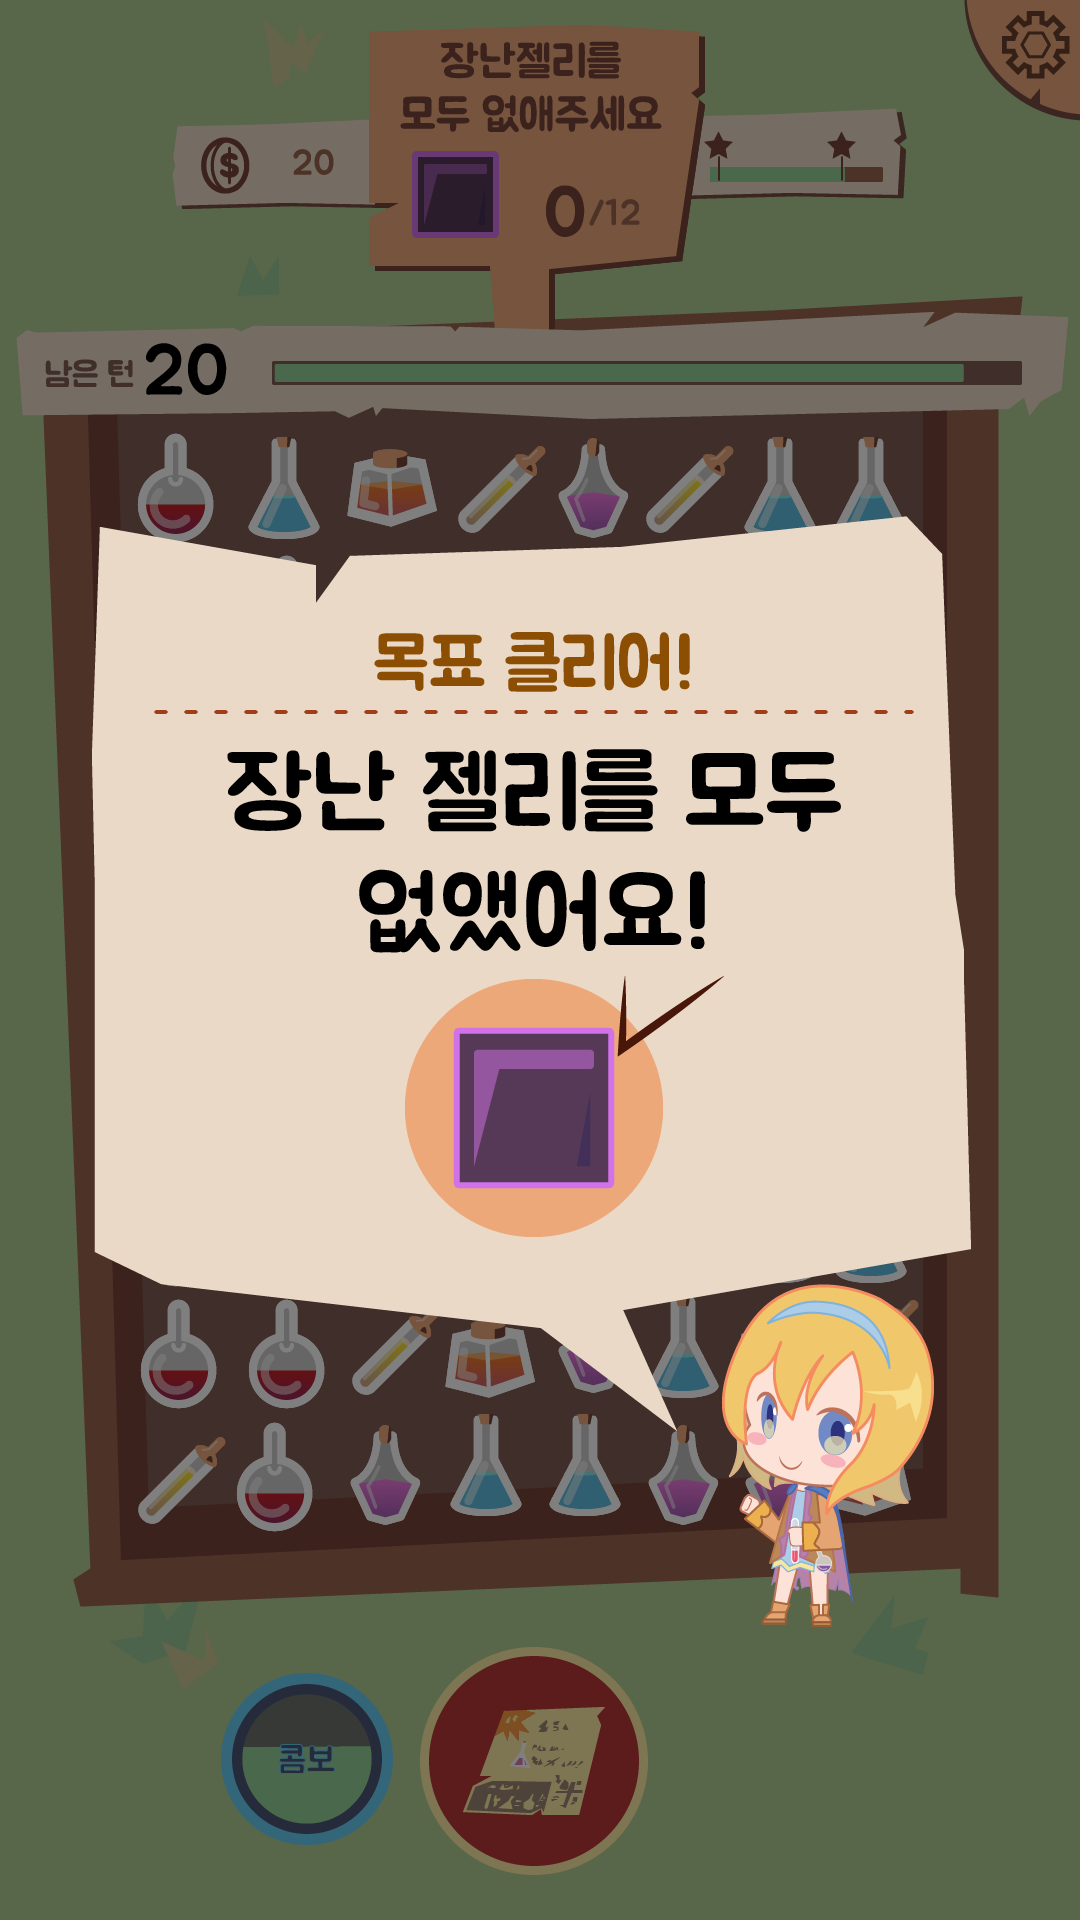 장난젤리를
모두 없애주세요
20
0/12
남은 턴 20
목표 클리어!
장난 젤리를 모두
없앴어요!
콤보